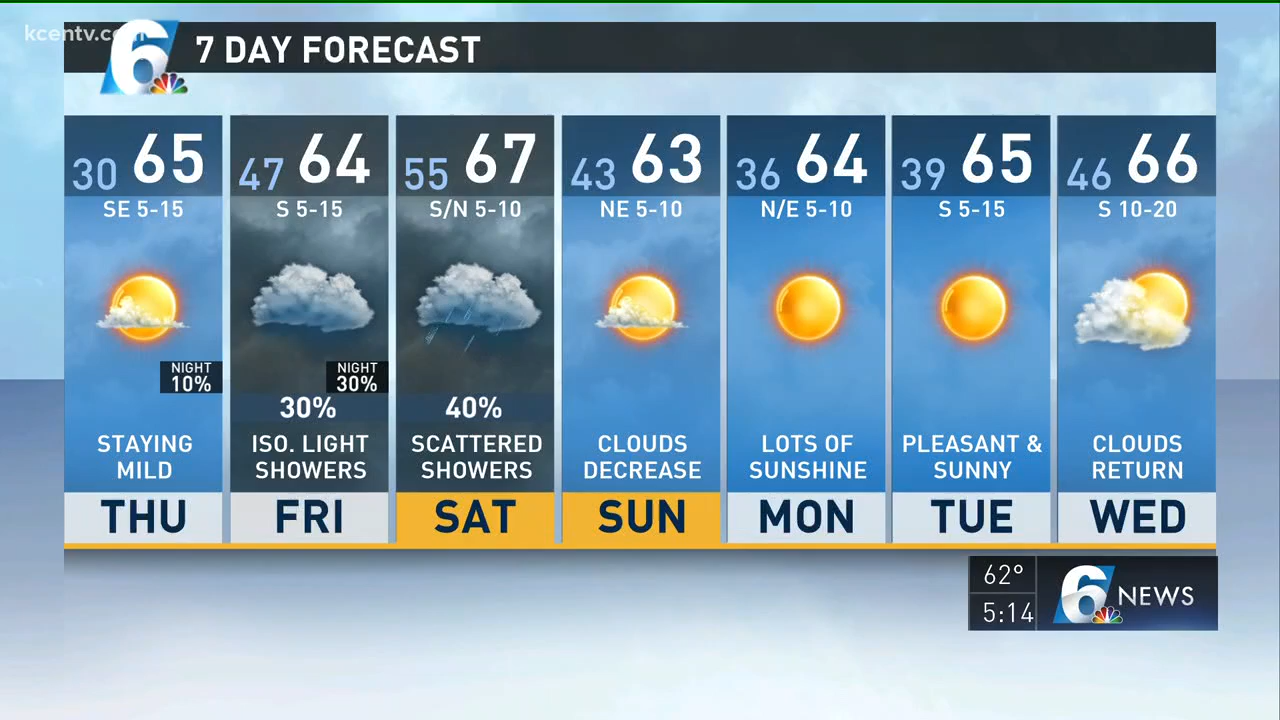 kcentv.com
6
7 DAY FORECAST
30 65
SE 5-15
NIGHT
10%
STAYING
MILD
THU
47 64
S 5-15
NIGHT
30%
30%
ISO. LIGHT
SHOWERS
FRI
55 67
S/N 5-10
40%
SCATTERED
SHOWERS
SAT
43 63
NE 5-10
CLOUDS
DECREASE
SUN
36 64
N/E 5-10
LOTS OF
SUNSHINE
MON
39 65
S 5-15
PLEASANT &
SUNNY
TUE
46 66
S 10-20
CLOUDS
RETURN
WED
62°
5:14
6 NEWS